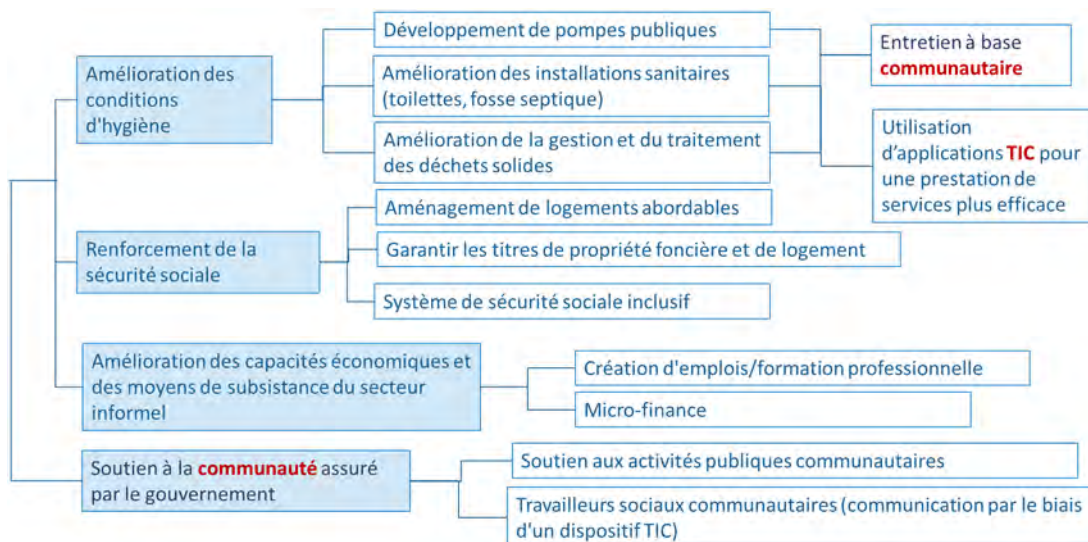 Amélioration des
conditions
d'hygiène
Développement de pompes publiques
Amélioration des installations sanitaires
(toilettes, fosse septique)
Amélioration de la gestion et du traitement
des déchets solides
Entretien à base
communautaire
Utilisation
d’applications TIC pour
une prestation de
services plus efficace
Renforcement de la
sécurité sociale
Aménagement de logements abordables
Garantir les titres de propriété foncière et de logement
Système de sécurité sociale inclusif
Amélioration des capacités économiques et
des moyens de subsistance du secteur
informel
Création d'emplois/formation professionnelle
Micro-finance
Soutien à la communauté assuré
par le gouvernement
Soutien aux activités publiques communautaires
Travailleurs sociaux communautaires (communication par le biais
d'un dispositif TIC)